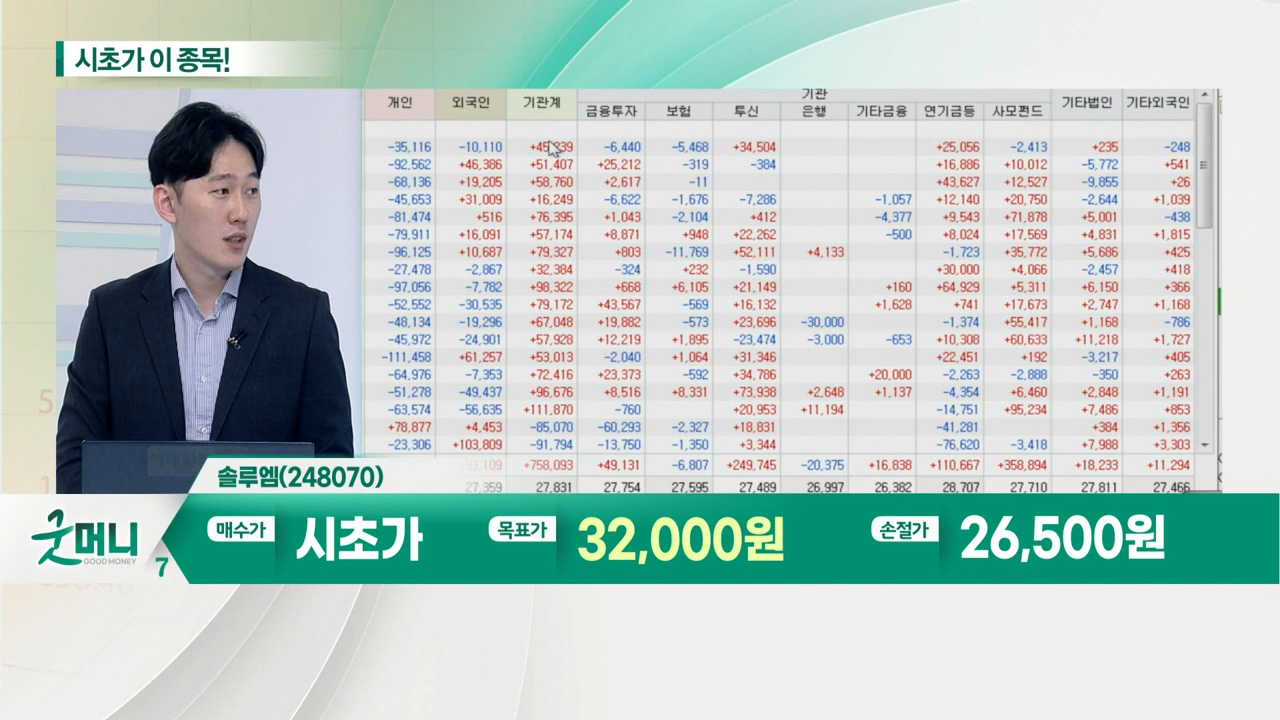 시초가 이 종목!
기관
개인 외국인 기관계 금융투자 보험 투신 은행 기타금융 연기금등 사모펀드 기타법인 기타외국인
-35,116 -10,110 -6,440 -5,468 +34,504 +25,056 -2,413 +235 -248
-92,562 +46,386 +51,407 +25,212 -319 -384 +16,886 +10,012 -5,772 +541
-68,136 +19,205 +58,760 +2,617 -11 +43,627 +12,527 -9,855 +26
-45,653 +31,009 +16,249 -6,622 -1,676 -7,286 -1,057 +12,140 +20,750 -2,644 +1,039
-81,474 +516 +76,395 +1,043 -2,104 +412 -4,377 +9,543 +71,878 +5,001 -438
-79,911 +16,091 +57,174 +8,871 +948 +22,262 -500 +8,024 +17,569 +4,831 +1,815
-96,125 +10,687 +79,327 +803 -11,769 +52,111 +4,133 -1,723 +35,772 +5,686 +425
-27,478 -2,867 +32,384 -324 +232 -1,590 +30,000 +4,066 -2,457 +418
-97,056 -7,782 +98,322 +668 +6,105 +21,149 +160 +64,929 +5,311 +6,150 +366
-52,552 -30,535 +79,172 +43,567 -569 +16,132 +1,628 +741 +17,673 +2,747 +1,168
-48,134 -19,296 +67,048 +19,882 -573 +23,696 -30,000 -1,374 +55,417 +1,168 -786
-45,972 -24,901 +57,928 +12,219 +1,895 -23,474 -3,000 -653 +10,308 +60,633 +11,218 +1,727
-111,458 +61,257 +53,013 -2,040 +1,064 +31,346 +22,451 +192 -3,217 +405
-64,976 -7,353 +72,416 +23,373 -592 +34,786 +20,000 -2,263 -2,888 -350 +263
-51,278 -49,437 +96,676 +8,516 +8,331 +73,938 +2,648 +1,137 -4,354 +6,460 +2,848 +1,191
-63,574 -56,635 +111,870 -760 +20,953 +11,194 -14,751 +95,234 +7,486 +853
+78,877 +4,453 -85,070 -60,293 -2,327 +18,831 -41,281 +384 +1,356
-23,306 +103,809 -91,794 -13,750 -1,350 +3,344 -76,620 -3,418 +7,988 +3,303
+758,093 +49,131 -6,807 +249,745 -20,375 +16,838 +110,667 +358,894 +18,233 +11,294
27,359 27,831 27,754 27,595 27,489 26,997 26,382 28,707 27,710 27,811 27,466
솔루엠(248070)
굿머니
GOOD MONEY
7
매수가 시초가 목표가 32,000원 손절가 26,500원